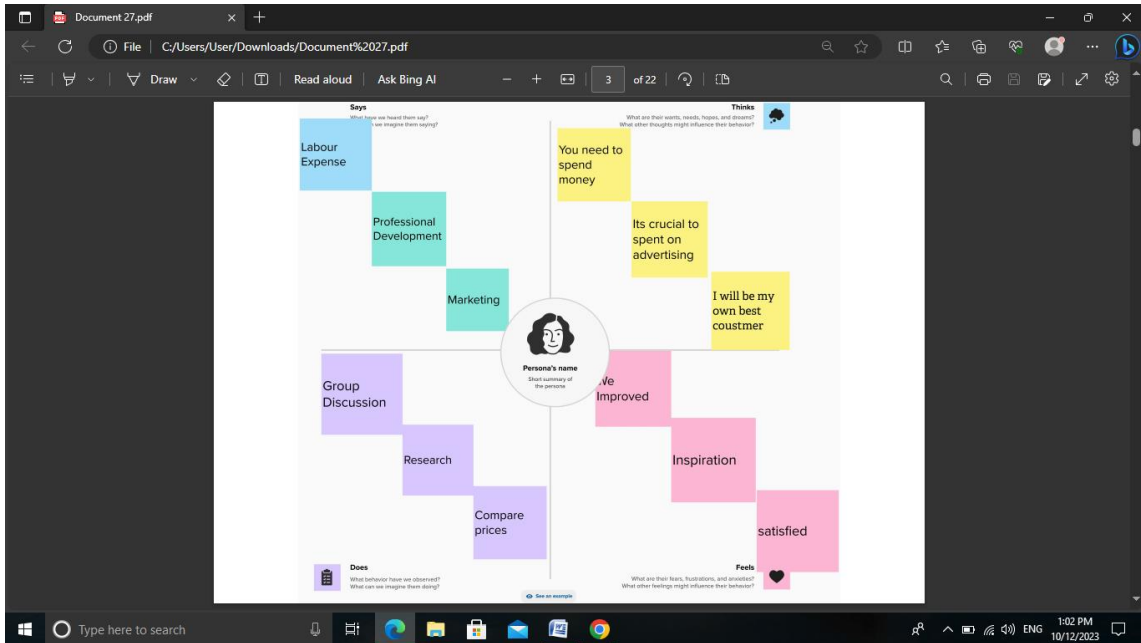 Document 27.pdf
File C:/Users/User/Downloads/Document%2027.pdf
Draw Read aloud Ask Bing AI 3 of 22
Says
What have we heard them say?
we imagine them saying?
Labour
Expense
Professional
Development
Marketing
Thinks
What are their wants, needs, hopes, and dreams?
What other thoughts might influence their behavior?
You need to
spend
money
Its crucial to
spent on
advertising
I will be my
own best
coustmer
Persona's name
Short summary of
the persona
Group
Discussion
Research
Compare
prices
We
Improved
Inspiration
satisfied
Does
What behavior have we observed?
What can we imagine them doing?
Feels
What are their fears, frustrations, and anxieties?
What other feelings might influence their behavior?
See an example
Type here to search
ENG
1:02 PM
10/12/2023